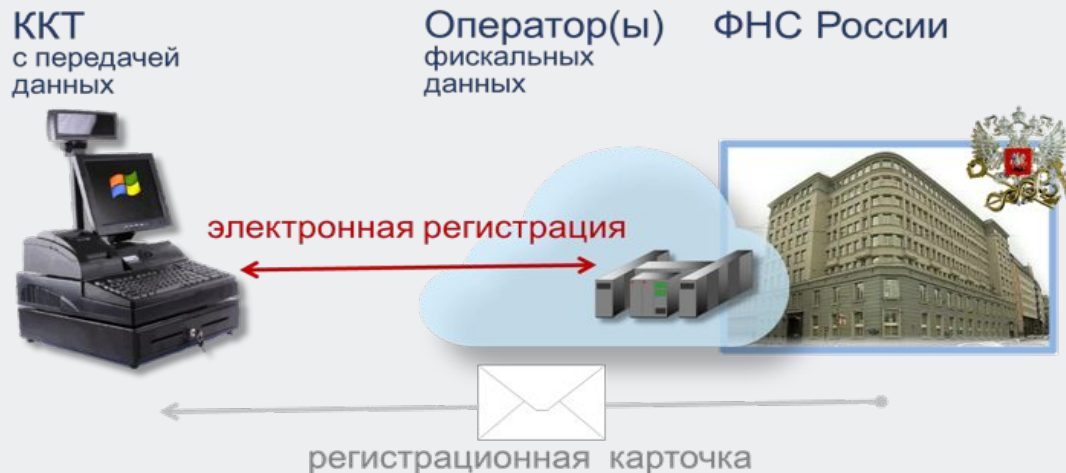 ККТ
с передачей
данных
Оператор(ы)
фискальных
данных
ФНС России
электронная регистрация
регистрационная карточка